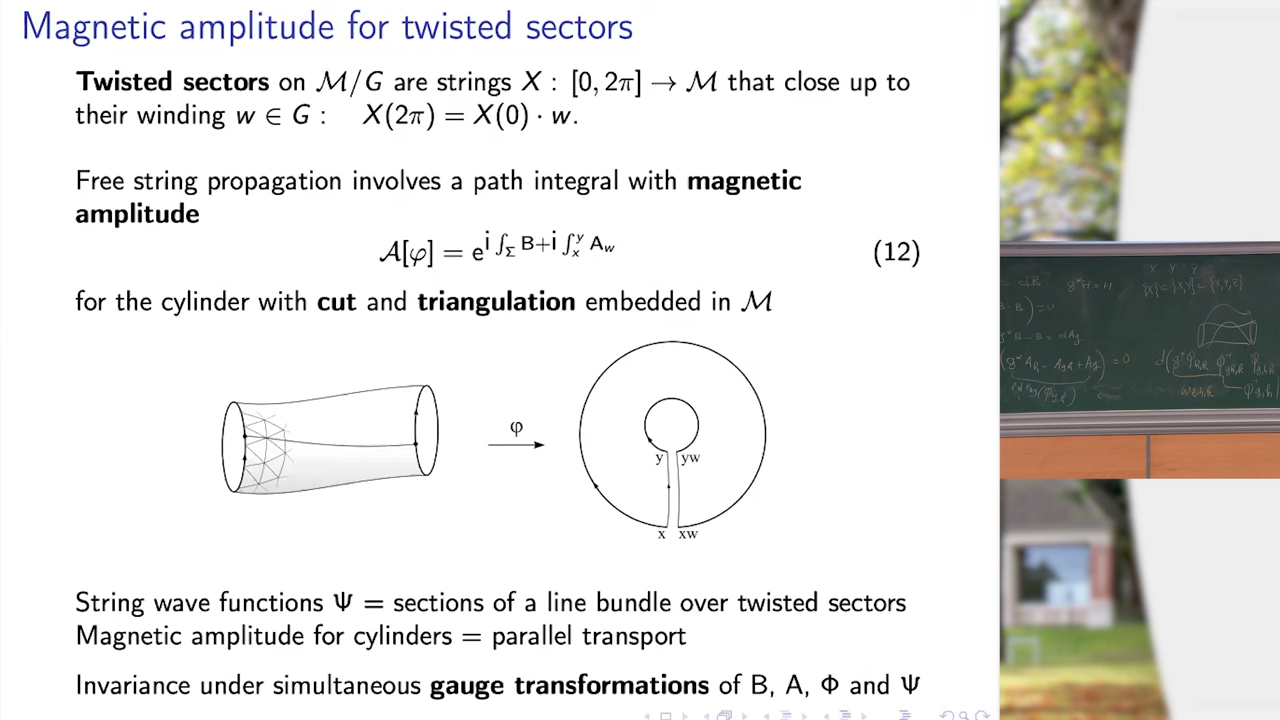 Magnetic amplitude for twisted sectors
Twisted sectors on ℳ/G are strings X : [0, 2π] → ℳ that close up to
their winding w ∈ G : X(2π) = X(0) · w.
Free string propagation involves a path integral with magnetic
amplitude
𝒜[φ] = e^{i ∫_Σ B+i ∫_x^y A_w} (12)
for the cylinder with cut and triangulation embedded in ℳ
φ
y yw
x xw
String wave functions Ψ = sections of a line bundle over twisted sectors
Magnetic amplitude for cylinders = parallel transport
Invariance under simultaneous gauge transformations of B, A, Φ and Ψ
= dB g*H = H
X Y Z
{X} ⊂ {X,Y} ⊂ {X,Y,Z}
g*B - B = dA_g